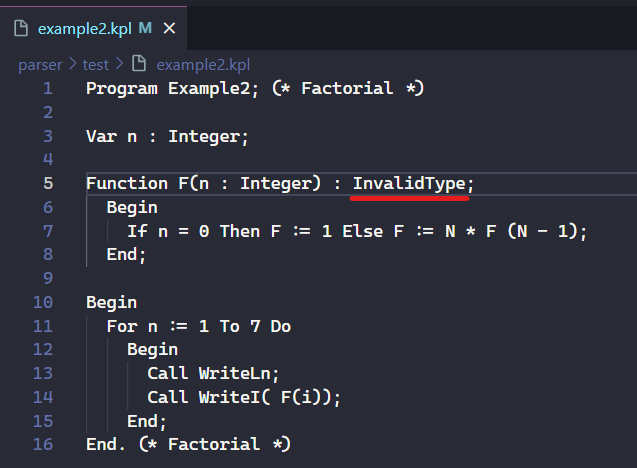 example2.kpl M ×
parser > test > example2.kpl
1 Program Example2; (* Factorial *)
2
3 Var n : Integer;
4
5 Function F(n : Integer) : InvalidType;
6 Begin
7 If n = 0 Then F := 1 Else F := N * F (N - 1);
8 End;
9
10 Begin
11 For n := 1 To 7 Do
12 Begin
13 Call WriteLn;
14 Call WriteI( F(i));
15 End;
16 End. (* Factorial *)